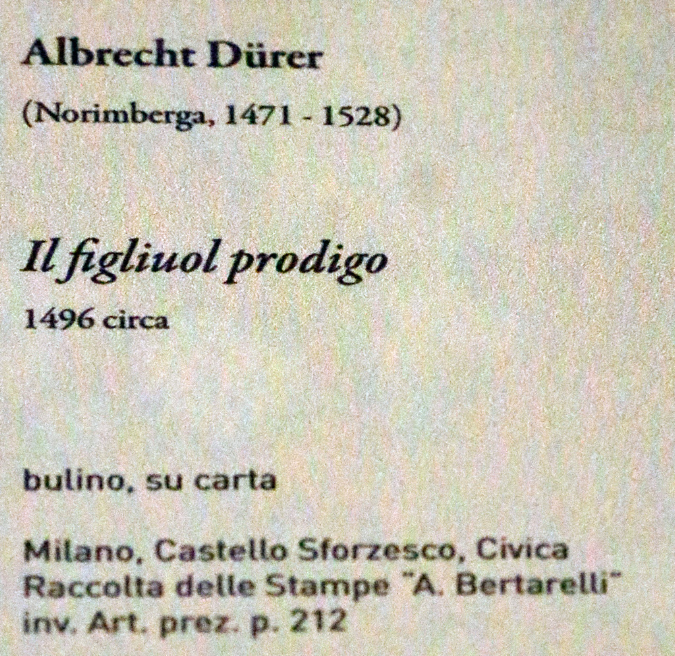 Albrecht Dürer
(Norimberga, 1471 - 1528)
Il figliuol prodigo
1496 circa
bulino, su carta
Milano, Castello Sforzesco, Civica
Raccolta delle Stampe "A. Bertarelli"
inv. Art. prez. p. 212